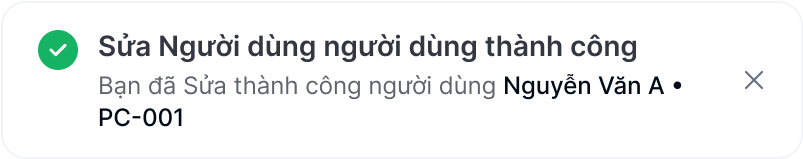 Sửa Người dùng người dùng thành công
Bạn đã Sửa thành công người dùng Nguyễn Văn A •
PC-001